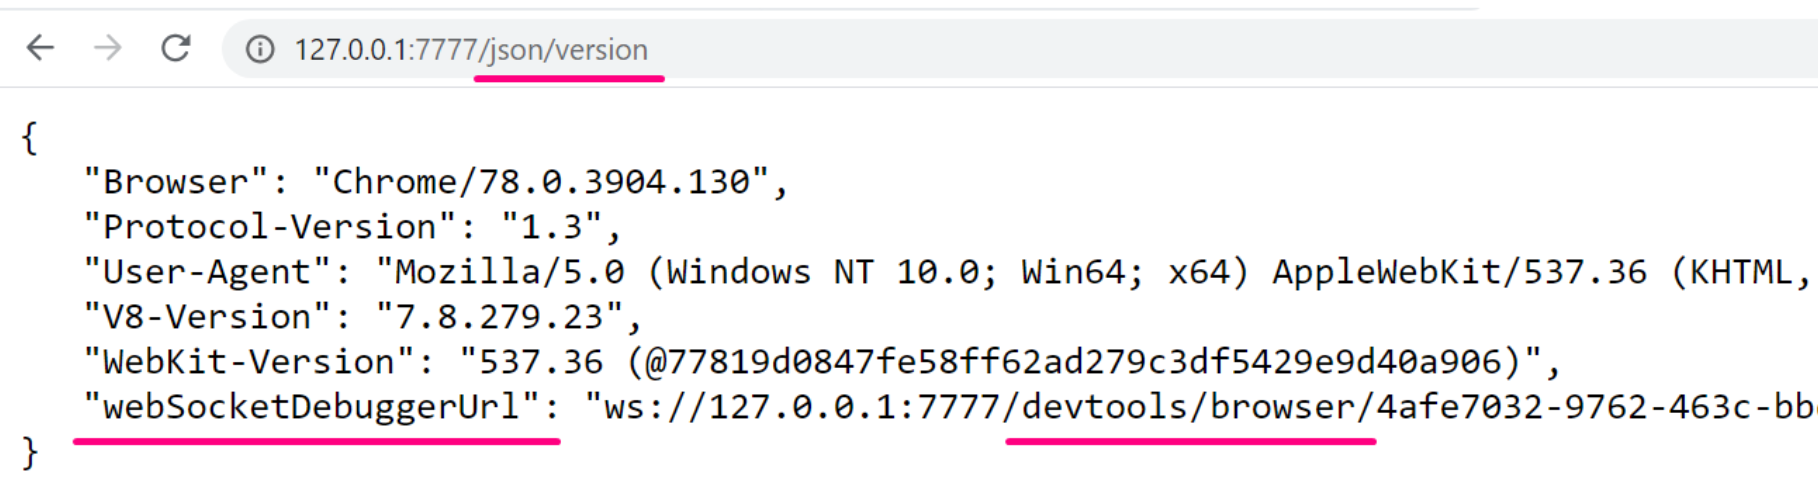 127.0.0.1:7777/json/version
{
"Browser": "Chrome/78.0.3904.130",
"Protocol-Version": "1.3",
"User-Agent": "Mozilla/5.0 (Windows NT 10.0; Win64; x64) AppleWebKit/537.36 (KHTML,
"V8-Version": "7.8.279.23",
"WebKit-Version": "537.36 (@77819d0847fe58ff62ad279c3df5429e9d40a906)",
"webSocketDebuggerUrl": "ws://127.0.0.1:7777/devtools/browser/4afe7032-9762-463c-bb
}